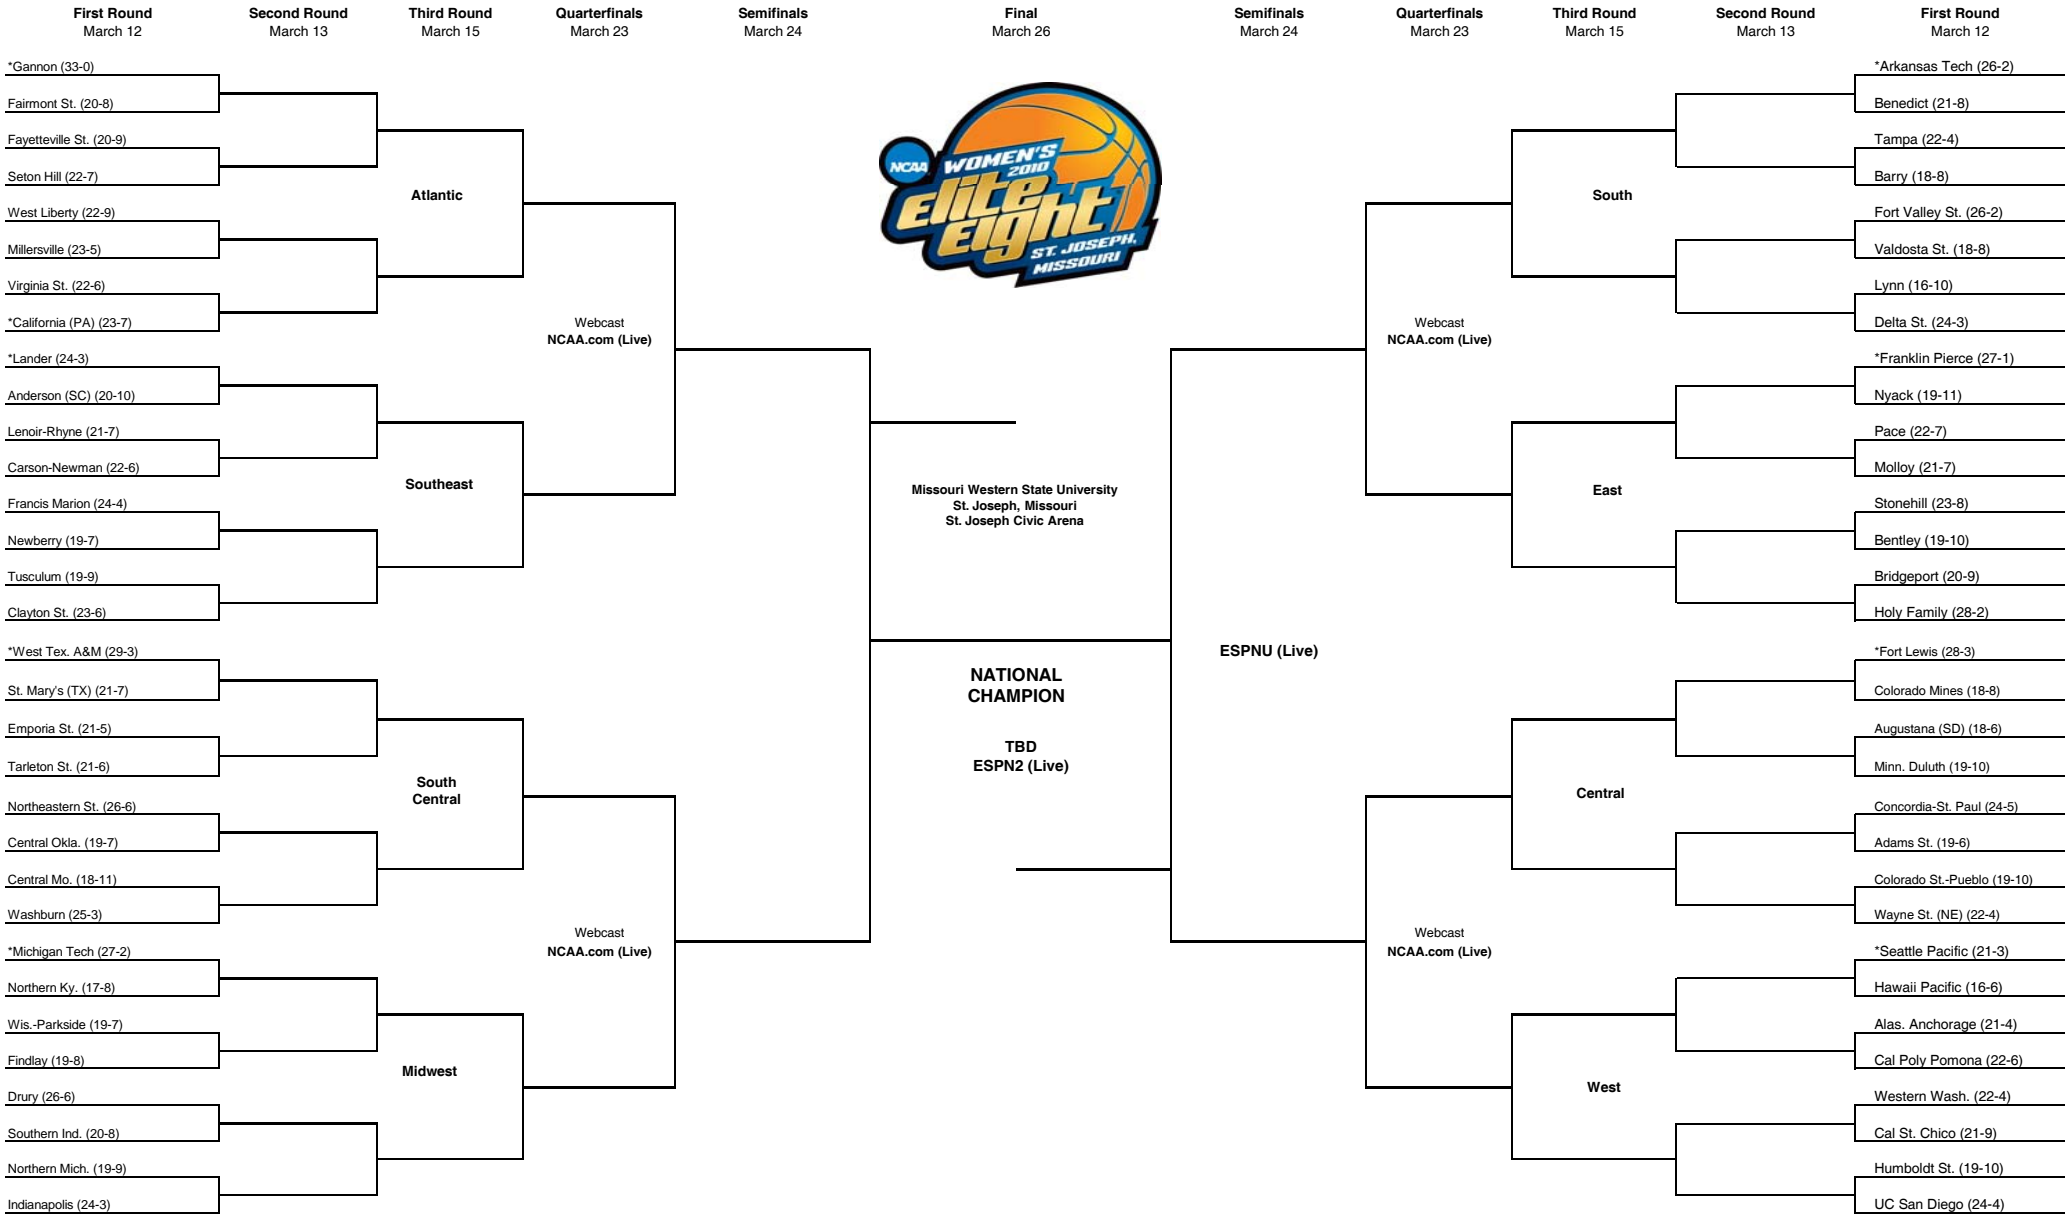 First Round
March 12
Second Round
March 13
Third Round
March 15
Quarterfinals
March 23
Semifinals
March 24
Final
March 26
Semifinals
March 24
Quarterfinals
March 23
Third Round
March 15
Second Round
March 13
First Round
March 12
*Gannon (33-0)
Fairmont St. (20-8)
Fayetteville St. (20-9)
Seton Hill (22-7)
West Liberty (22-9)
Millersville (23-5)
Virginia St. (22-6)
*California (PA) (23-7)
Atlantic
*Lander (24-3)
Anderson (SC) (20-10)
Lenoir-Rhyne (21-7)
Carson-Newman (22-6)
Francis Marion (24-4)
Newberry (19-7)
Tusculum (19-9)
Clayton St. (23-6)
Southeast
Webcast
NCAA.com (Live)
*West Tex. A&M (29-3)
St. Mary's (TX) (21-7)
Emporia St. (21-5)
Tarleton St. (21-6)
Northeastern St. (26-6)
Central Okla. (19-7)
Central Mo. (18-11)
Washburn (25-3)
South
Central
*Michigan Tech (27-2)
Northern Ky. (17-8)
Wis.-Parkside (19-7)
Findlay (19-8)
Drury (26-6)
Southern Ind. (20-8)
Northern Mich. (19-9)
Indianapolis (24-3)
Midwest
Webcast
NCAA.com (Live)
NCAA
WOMEN'S
2010
Elite
Eight
ST. JOSEPH,
MISSOURI
Missouri Western State University
St. Joseph, Missouri
St. Joseph Civic Arena
NATIONAL
CHAMPION
TBD
ESPN2 (Live)
ESPNU (Live)
Webcast
NCAA.com (Live)
South
*Arkansas Tech (26-2)
Benedict (21-8)
Tampa (22-4)
Barry (18-8)
Fort Valley St. (26-2)
Valdosta St. (18-8)
Lynn (16-10)
Delta St. (24-3)
East
*Franklin Pierce (27-1)
Nyack (19-11)
Pace (22-7)
Molloy (21-7)
Stonehill (23-8)
Bentley (19-10)
Bridgeport (20-9)
Holy Family (28-2)
Webcast
NCAA.com (Live)
Central
*Fort Lewis (28-3)
Colorado Mines (18-8)
Augustana (SD) (18-6)
Minn. Duluth (19-10)
Concordia-St. Paul (24-5)
Adams St. (19-6)
Colorado St.-Pueblo (19-10)
Wayne St. (NE) (22-4)
West
*Seattle Pacific (21-3)
Hawaii Pacific (16-6)
Alas. Anchorage (21-4)
Cal Poly Pomona (22-6)
Western Wash. (22-4)
Cal St. Chico (21-9)
Humboldt St. (19-10)
UC San Diego (24-4)